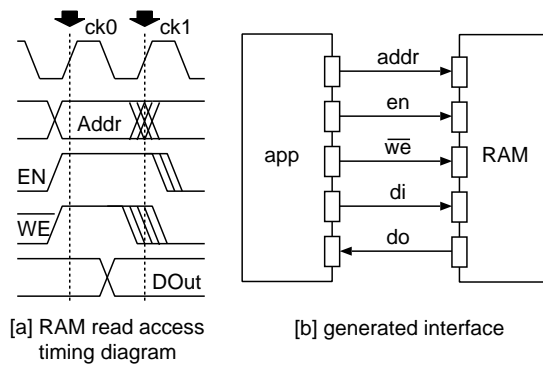 ck0 ck1
Addr
EN
WE
DOut
[a] RAM read access
timing diagram
addr
en
app
we
RAM
di
do
[b] generated interface